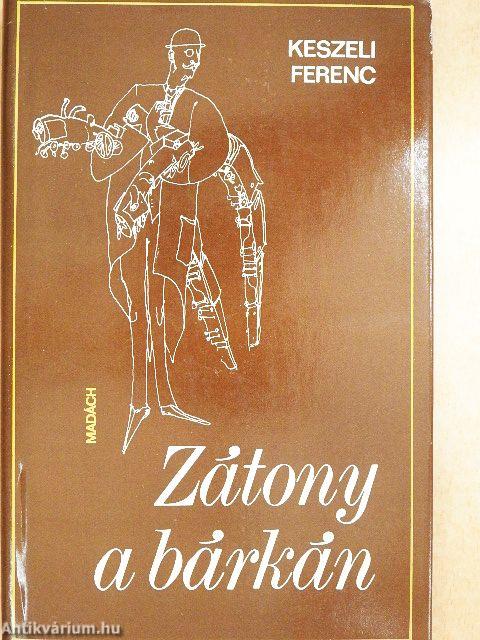 KESZELI
FERENC
MADÁCH
Zátony
a bárkán
Antikvárium.hu